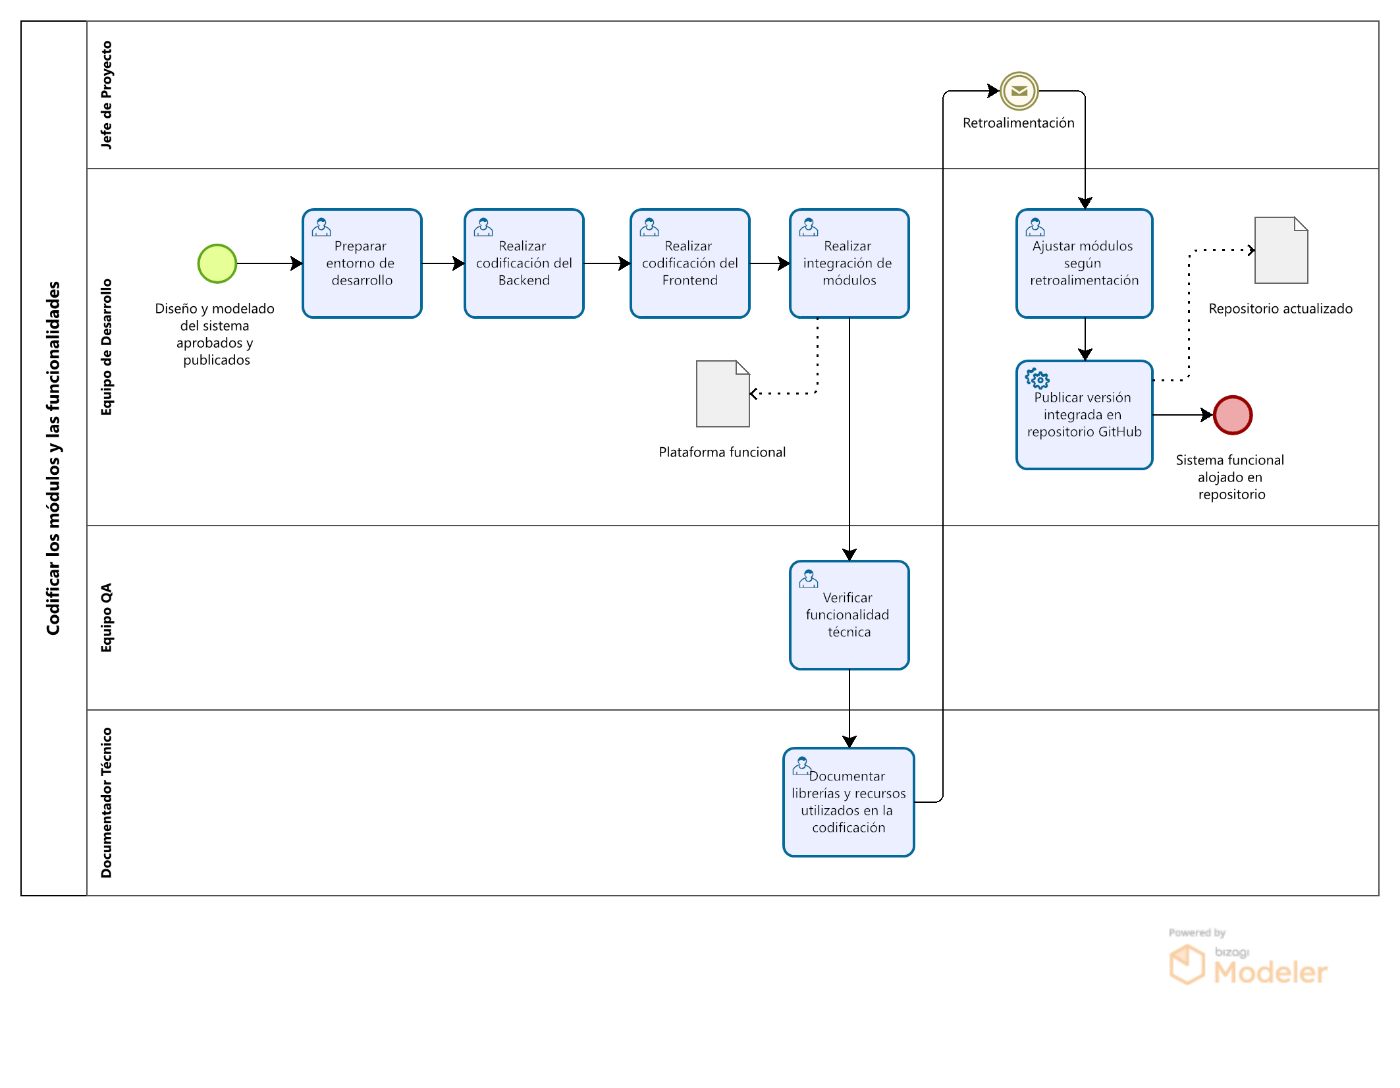 Codificar los módulos y las funcionalidades
Jefe de Proyecto
Retroalimentación
Equipo de Desarrollo
Diseño y modelado
del sistema
aprobados y
publicados
Preparar
entorno de
desarrollo
Realizar
codificación del
Backend
Realizar
codificación del
Frontend
Realizar
integración de
módulos
Plataforma funcional
Ajustar módulos
según
retroalimentación
Repositorio actualizado
Publicar versión
integrada en
repositorio GitHub
Sistema funcional
alojado en
repositorio
Equipo QA
Verificar
funcionalidad
técnica
Documentador Técnico
Documentar
librerías y recursos
utilizados en la
codificación
Powered by
bizagi
Modeler